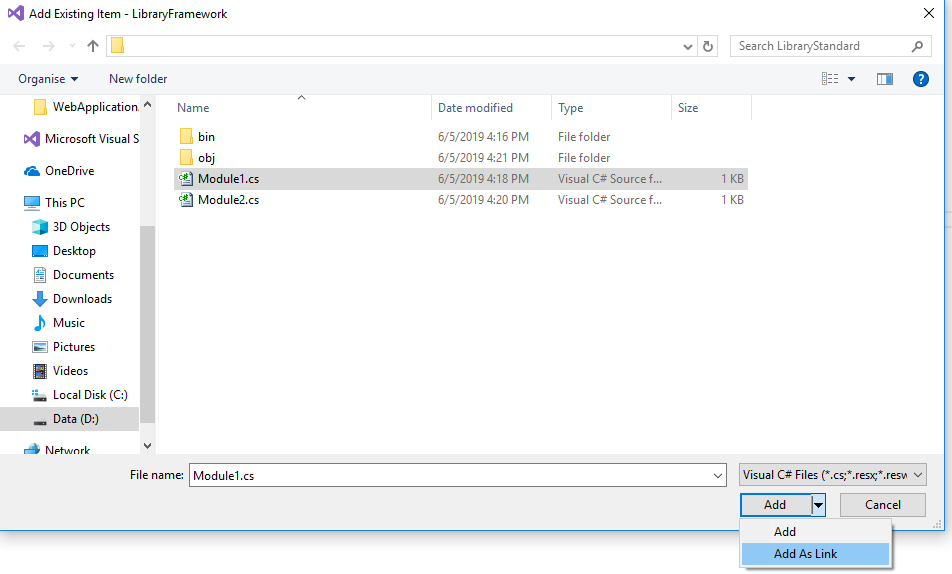 Add Existing Item - LibraryFramework
Search LibraryStandard
Organise New folder ?
Name Date modified Type Size
WebApplication.
Microsoft Visual S
OneDrive
This PC
3D Objects
Desktop
Documents
Downloads
Music
Pictures
Videos
Local Disk (C:)
Data (D:)
Network
bin 6/5/2019 4:16 PM File folder
obj 6/5/2019 4:21 PM File folder
Module1.cs 6/5/2019 4:18 PM Visual C# Source f... 1 KB
Module2.cs 6/5/2019 4:20 PM Visual C# Source f... 1 KB
File name: Module1.cs Visual C# Files (*.cs;*.resx;*.resw
Add Cancel
Add
Add As Link